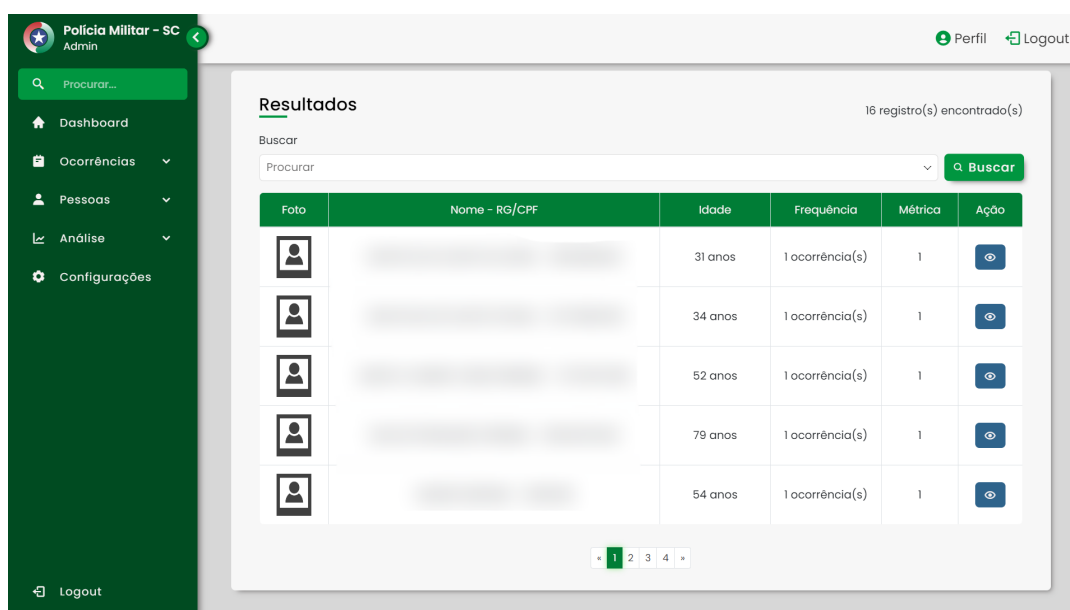 Polícia Militar - SC
Admin
Perfil Logout
Procurar...
Dashboard
Ocorrências
Pessoas
Análise
Configurações
Logout
Resultados
16 registro(s) encontrado(s)
Buscar
Procurar
Buscar
Foto Nome - RG/CPF Idade Frequência Métrica Ação
31 anos 1 ocorrência(s) 1
34 anos 1 ocorrência(s) 1
52 anos 1 ocorrência(s) 1
79 anos 1 ocorrência(s) 1
54 anos 1 ocorrência(s) 1
« 1 2 3 4 »